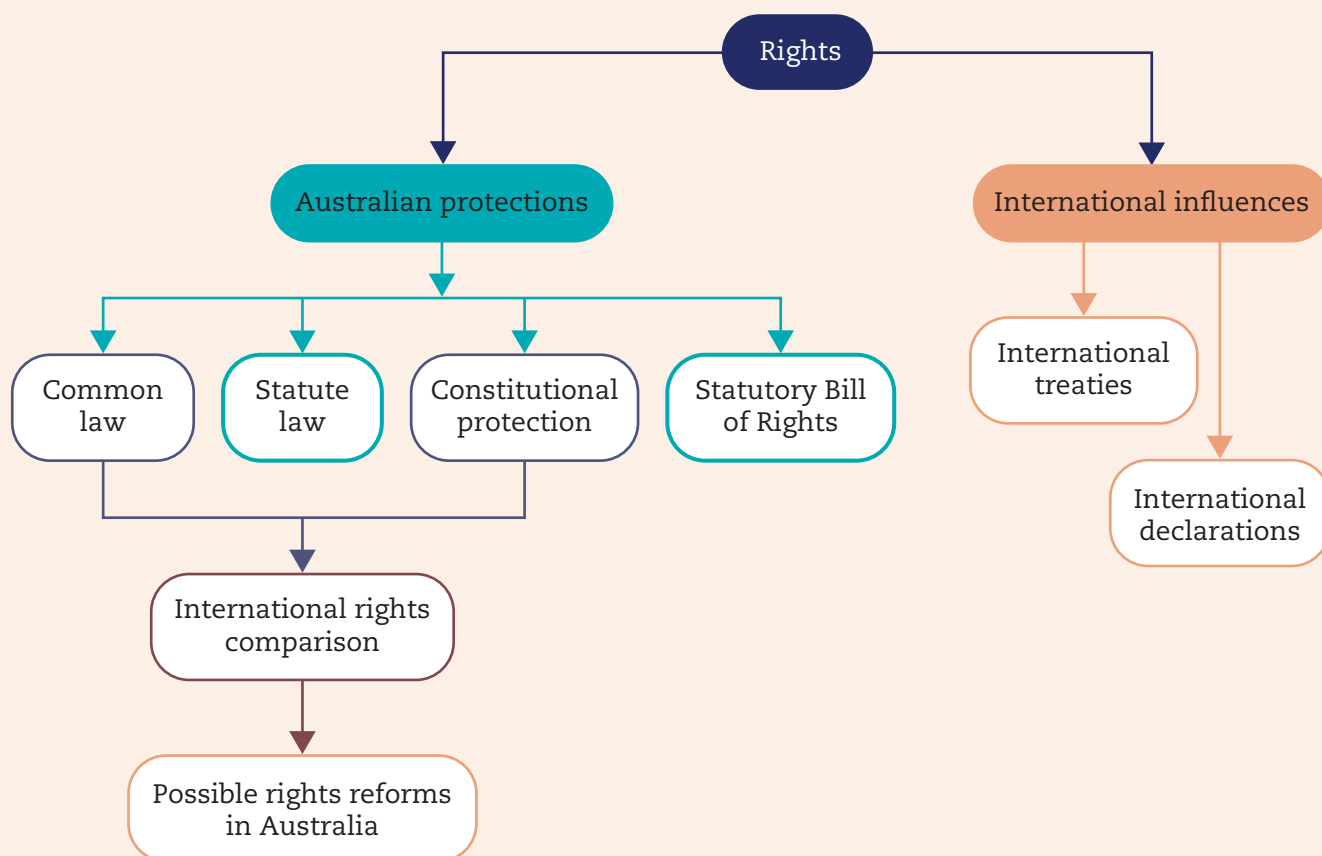 Rights
Australian protections
International influences
Common
law
Statute
law
Constitutional
protection
Statutory Bill
of Rights
International
treaties
International
declarations
International rights
comparison
Possible rights reforms
in Australia